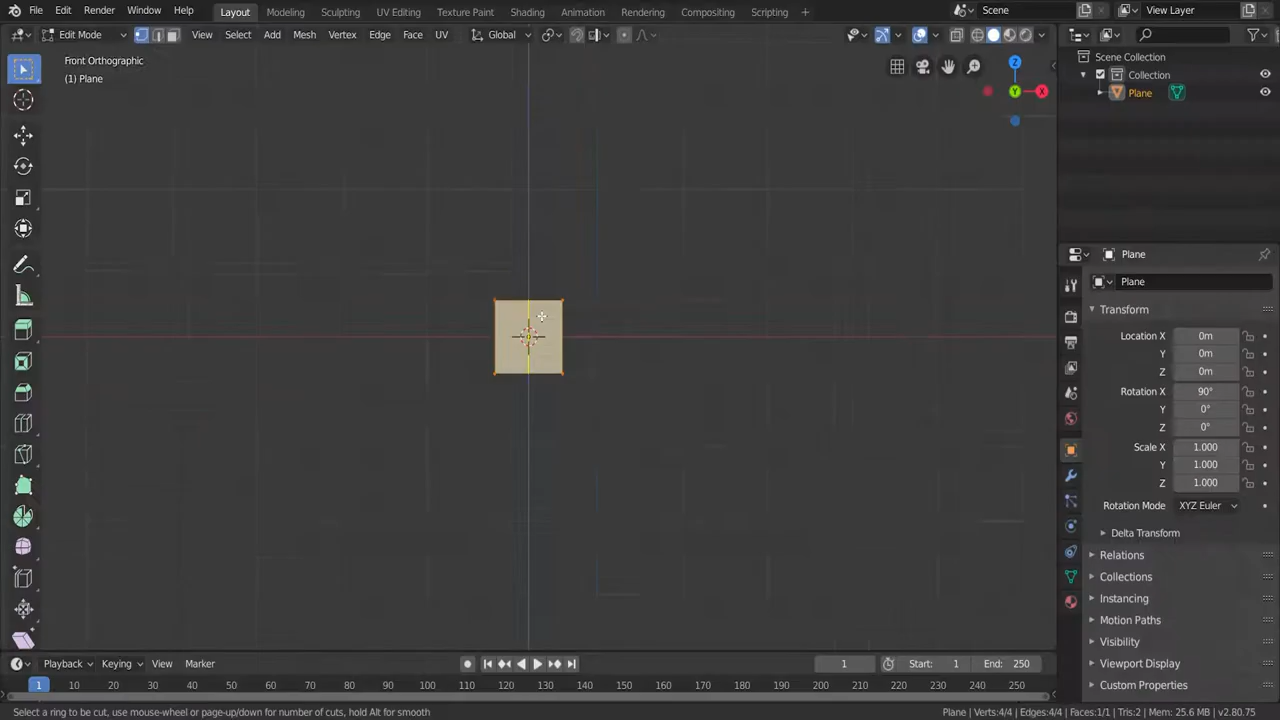 File Edit Render Window Help Layout Modeling Sculpting UV Editing Texture Paint Shading Animation Rendering Compositing Scripting + Scene View Layer
Edit Mode View Select Add Mesh Vertex Edge Face UV Global
Front Orthographic
(1) Plane
Z
Y
X
Scene Collection
Collection
Plane
Plane
Plane
Transform
Location X 0m
Y 0m
Z 0m
Rotation X 90°
Y 0°
Z 0°
Scale X 1.000
Y 1.000
Z 1.000
Rotation Mode XYZ Euler
Delta Transform
Relations
Collections
Instancing
Motion Paths
Visibility
Viewport Display
Custom Properties
Playback Keying View Marker 1 Start: 1 End: 250
1 10 20 30 40 50 60 70 80 90 100 110 120 130 140 150 160 170 180 190 200 210 220 230 240 250
Select a ring to be cut, use mouse-wheel or page-up/down for number of cuts, hold Alt for smooth
Plane | Verts:4/4 | Edges:4/4 | Faces:1/1 | Tris:2 | Mem: 25.6 MB | v2.80.75